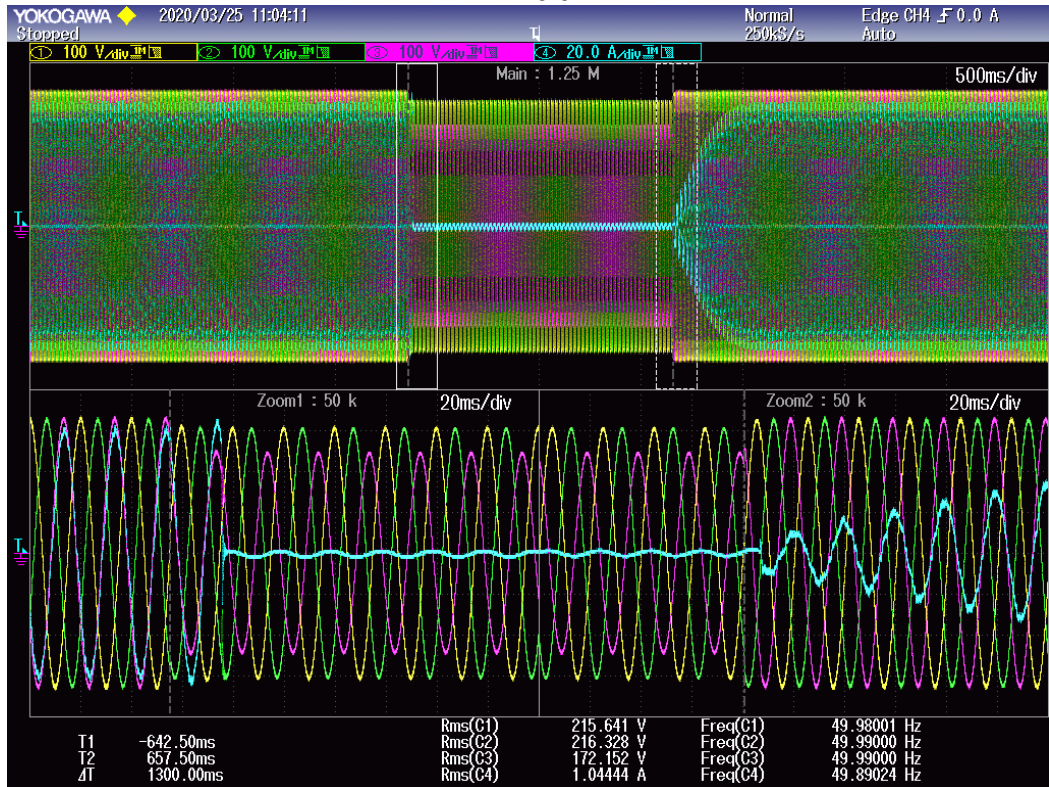 YOKOGAWA 2020/03/25 11:04:11 Normal Edge CH4 0.0 A
Stopped 250kS/s Auto
1 100 V/div 1M 2 100 V/div 1M 3 100 V/div 1M 4 20.0 A/div 1M
Main : 1.25 M 500ms/div
T
Zoom1 : 50 k 20ms/div Zoom2 : 50 k 20ms/div
T
Rms(C1) 215.641 V Freq(C1) 49.98001 Hz
T1 -642.50ms Rms(C2) 216.328 V Freq(C2) 49.99000 Hz
T2 657.50ms Rms(C3) 172.152 V Freq(C3) 49.99000 Hz
ΔT 1300.00ms Rms(C4) 1.04444 A Freq(C4) 49.89024 Hz